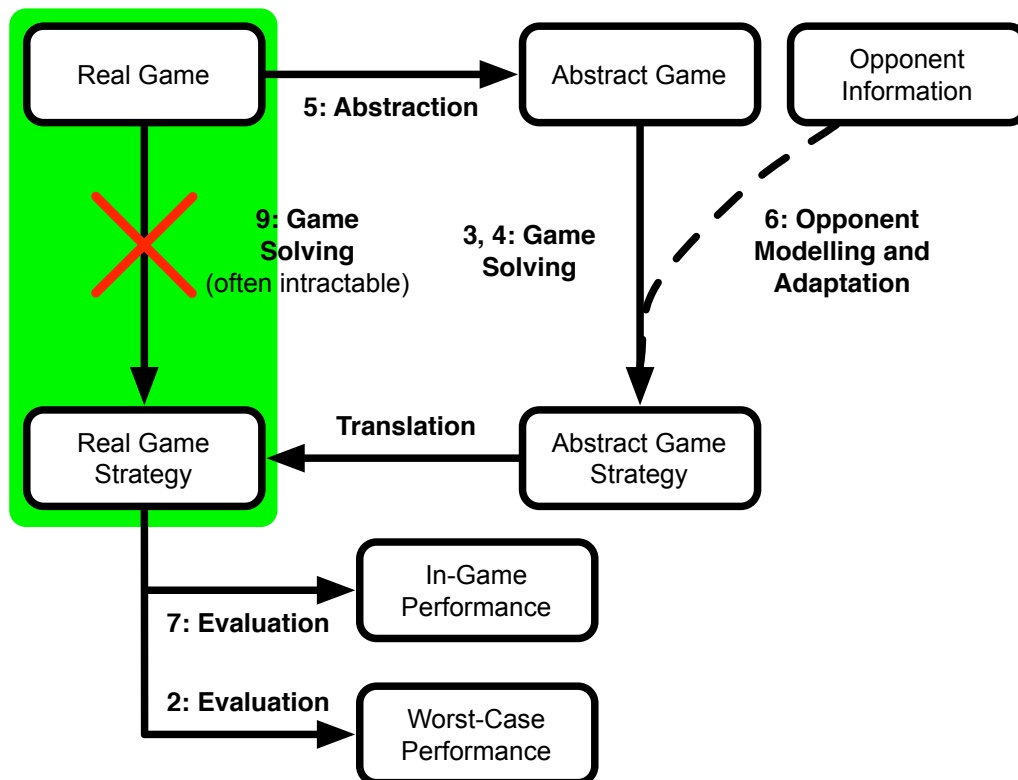 Real Game
5: Abstraction
Abstract Game
Opponent
Information
9: Game
Solving
(often intractable)
3, 4: Game
Solving
6: Opponent
Modelling and
Adaptation
Real Game
Strategy
Translation
Abstract Game
Strategy
In-Game
Performance
7: Evaluation
2: Evaluation
Worst-Case
Performance